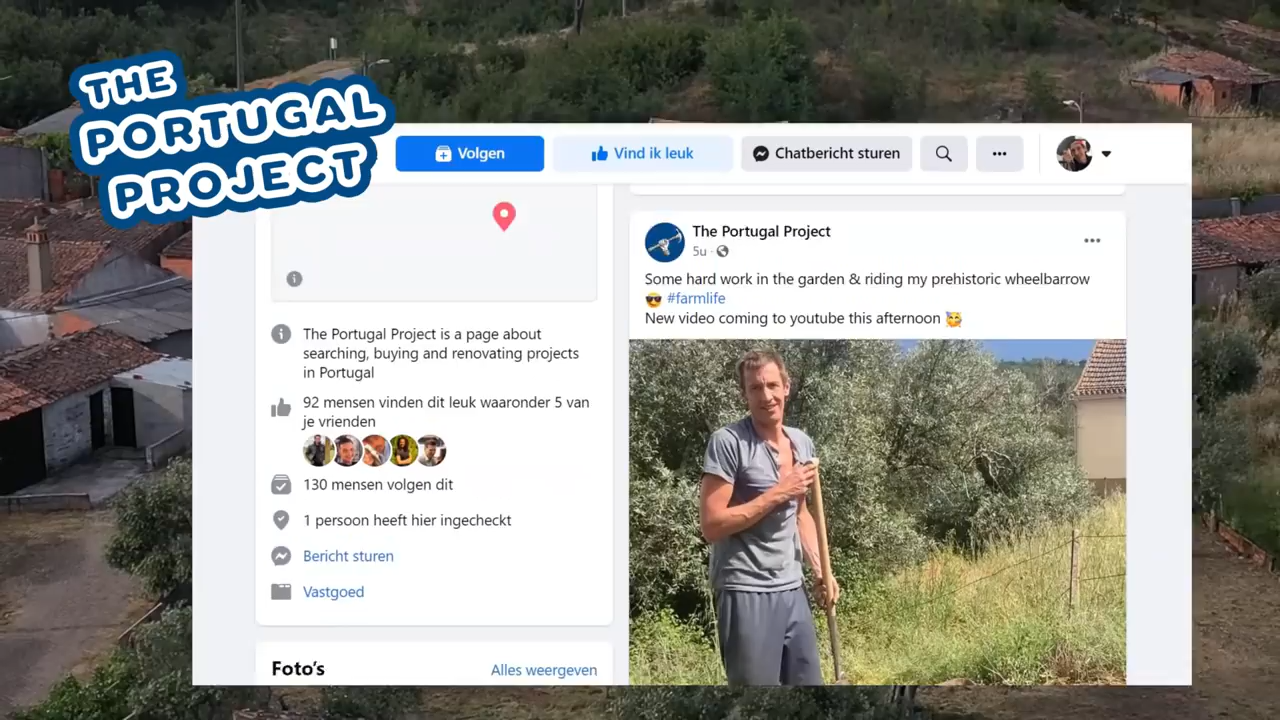 THE
PORTUGAL
PROJECT
Volgen
Vind ik leuk
Chatbericht sturen
The Portugal Project is a page about
searching, buying and renovating projects
in Portugal
92 mensen vinden dit leuk waaronder 5 van
je vrienden
130 mensen volgen dit
1 persoon heeft hier ingecheckt
Bericht sturen
Vastgoed
Foto's
Alles weergeven
The Portugal Project
5u ·
Some hard work in the garden & riding my prehistoric wheelbarrow
😎 #farmlife
New video coming to youtube this afternoon 🥰